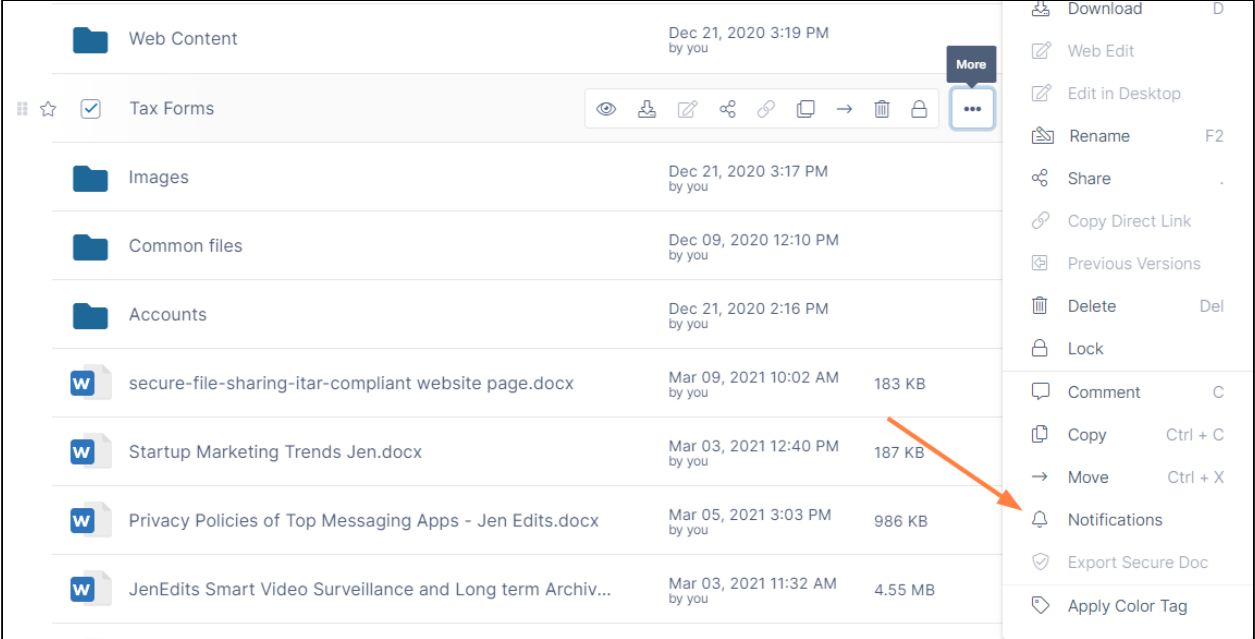 Web Content
Dec 21, 2020 3:19 PM
by you
More
Tax Forms
Images
Dec 21, 2020 3:17 PM
by you
Common files
Dec 09, 2020 12:10 PM
by you
Accounts
Dec 21, 2020 2:16 PM
by you
W secure-file-sharing-itar-compliant website page.docx
Mar 09, 2021 10:02 AM
by you
183 KB
W Startup Marketing Trends Jen.docx
Mar 03, 2021 12:40 PM
by you
187 KB
W Privacy Policies of Top Messaging Apps - Jen Edits.docx
Mar 05, 2021 3:03 PM
by you
986 KB
W JenEdits Smart Video Surveillance and Long term Archiv...
Mar 03, 2021 11:32 AM
by you
4.55 MB
Download D
Web Edit
Edit in Desktop
Rename F2
Share .
Copy Direct Link
Previous Versions
Delete Del
Lock
Comment C
Copy Ctrl + C
Move Ctrl + X
Notifications
Export Secure Doc
Apply Color Tag